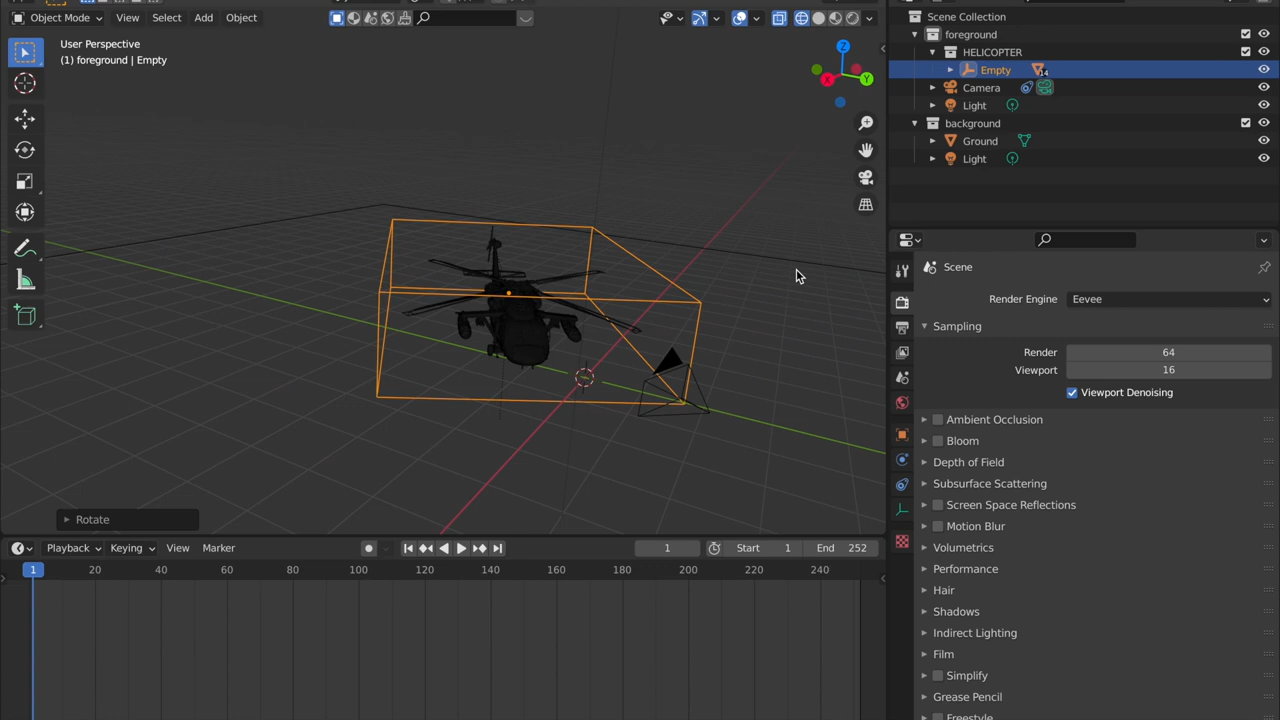 Object Mode View Select Add Object
User Perspective
(1) foreground | Empty
Z
Y
X
Rotate
Playback Keying View Marker 1 Start 1 End 252
1 20 40 60 80 100 120 140 160 180 200 220 240
Scene Collection
foreground
HELICOPTER
Empty 14
Camera
Light
background
Ground
Light
Scene
Render Engine Eevee
Sampling
Render 64
Viewport 16
Viewport Denoising
Ambient Occlusion
Bloom
Depth of Field
Subsurface Scattering
Screen Space Reflections
Motion Blur
Volumetrics
Performance
Hair
Shadows
Indirect Lighting
Film
Simplify
Grease Pencil
Freestyle